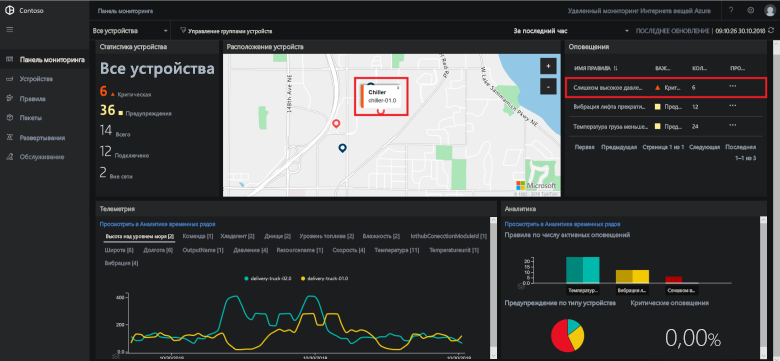 Contoso
Панель мониторинга
Удаленный мониторинг Интернета вещей Azure
Все устройства
Управление группами устройств
За последний час
ПОСЛЕДНЕЕ ОБНОВЛЕНИЕ | 09:10:26 30.10.2018
Панель мониторинга
Устройства
Правила
Пакеты
Развертывания
Обслуживание
Статистика устройства
Все устройства
6 Критическая
36 Предупреждения
14 Всего
12 Подключено
2 Вне сети
Расположение устройств
148th Ave NE
W Lake Sammamish Pkwy NE
Chiller
chiller-01.0
+
-
Microsoft
Оповещения
ИМЯ ПРАВИЛА
ВАЖ...
КОЛ...
ПРО...
Слишком высокое давле...
Крит...
6
...
Вибрация лифта прекрати...
Пред...
12
...
Температура груза меньше...
Пред...
24
...
Первая Предыдущая Страница 1 из 1 Следующая Последняя
1–1 из 3
Телеметрия
Просмотреть в Аналитике временных рядов
Высота над уровнем моря [2] Команда [1] Хладагент [2] Днища [2] Уровень топлива [2] Влажность [2] IothubConnectionModuleId [1]
Широта [6] Долгота [6] OutputName [1] Давление [4] Resourcename [1] Скорость [4] Температура [11] Temperatureunit [1]
Вибрация [4]
delivery-truck-02.0 delivery-truck-01.0
400
200
0
Аналитика
Просмотреть в Аналитике временных рядов
Правила по числу активных оповещений
20
15
10
5
0
Температур...
Вибрация л...
Слишком в...
Предупреждение по типу устройства
Критические оповещения
0,00%